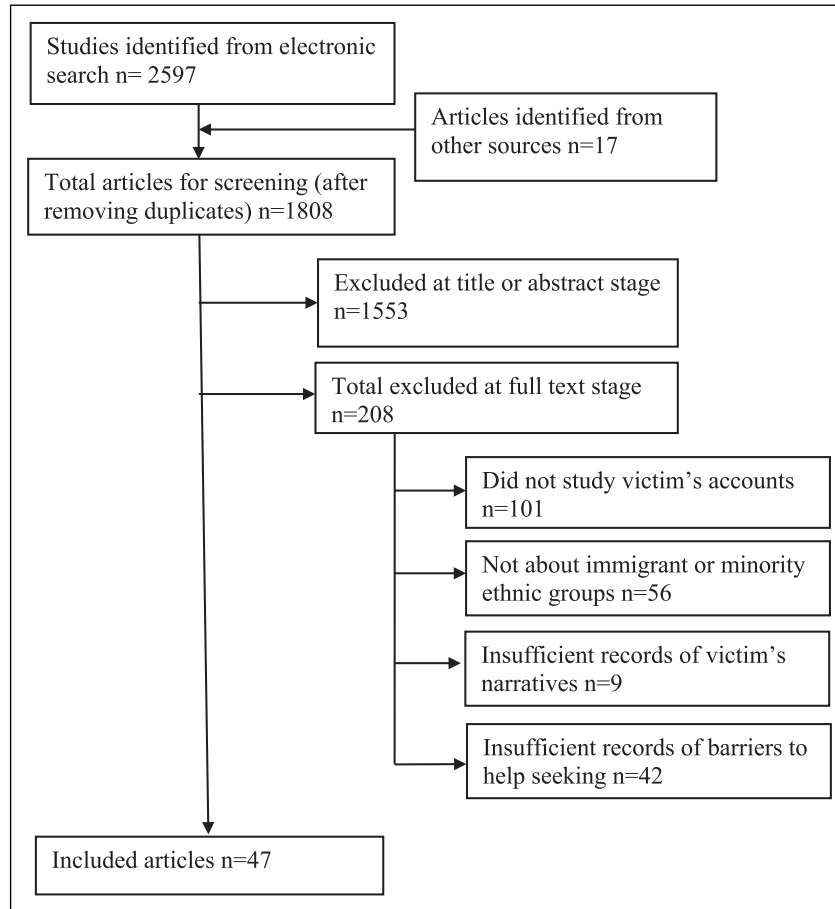 Studies identified from electronic
search n= 2597
Articles identified from
other sources n=17
Total articles for screening (after
removing duplicates) n=1808
Excluded at title or abstract stage
n=1553
Total excluded at full text stage
n=208
Did not study victim’s accounts
n=101
Not about immigrant or minority
ethnic groups n=56
Insufficient records of victim’s
narratives n=9
Insufficient records of barriers to
help seeking n=42
Included articles n=47